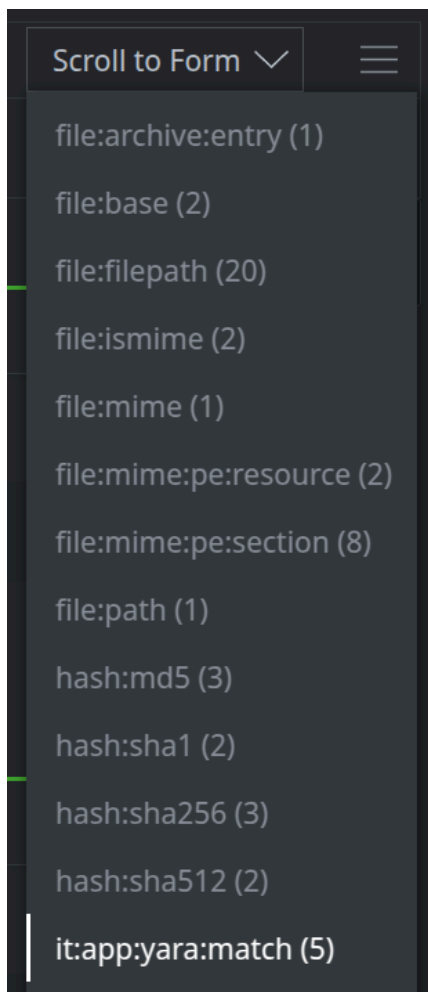 Scroll to Form
file:archive:entry (1)
file:base (2)
file:filepath (20)
file:ismime (2)
file:mime (1)
file:mime:pe:resource (2)
file:mime:pe:section (8)
file:path (1)
hash:md5 (3)
hash:sha1 (2)
hash:sha256 (3)
hash:sha512 (2)
it:app:yara:match (5)